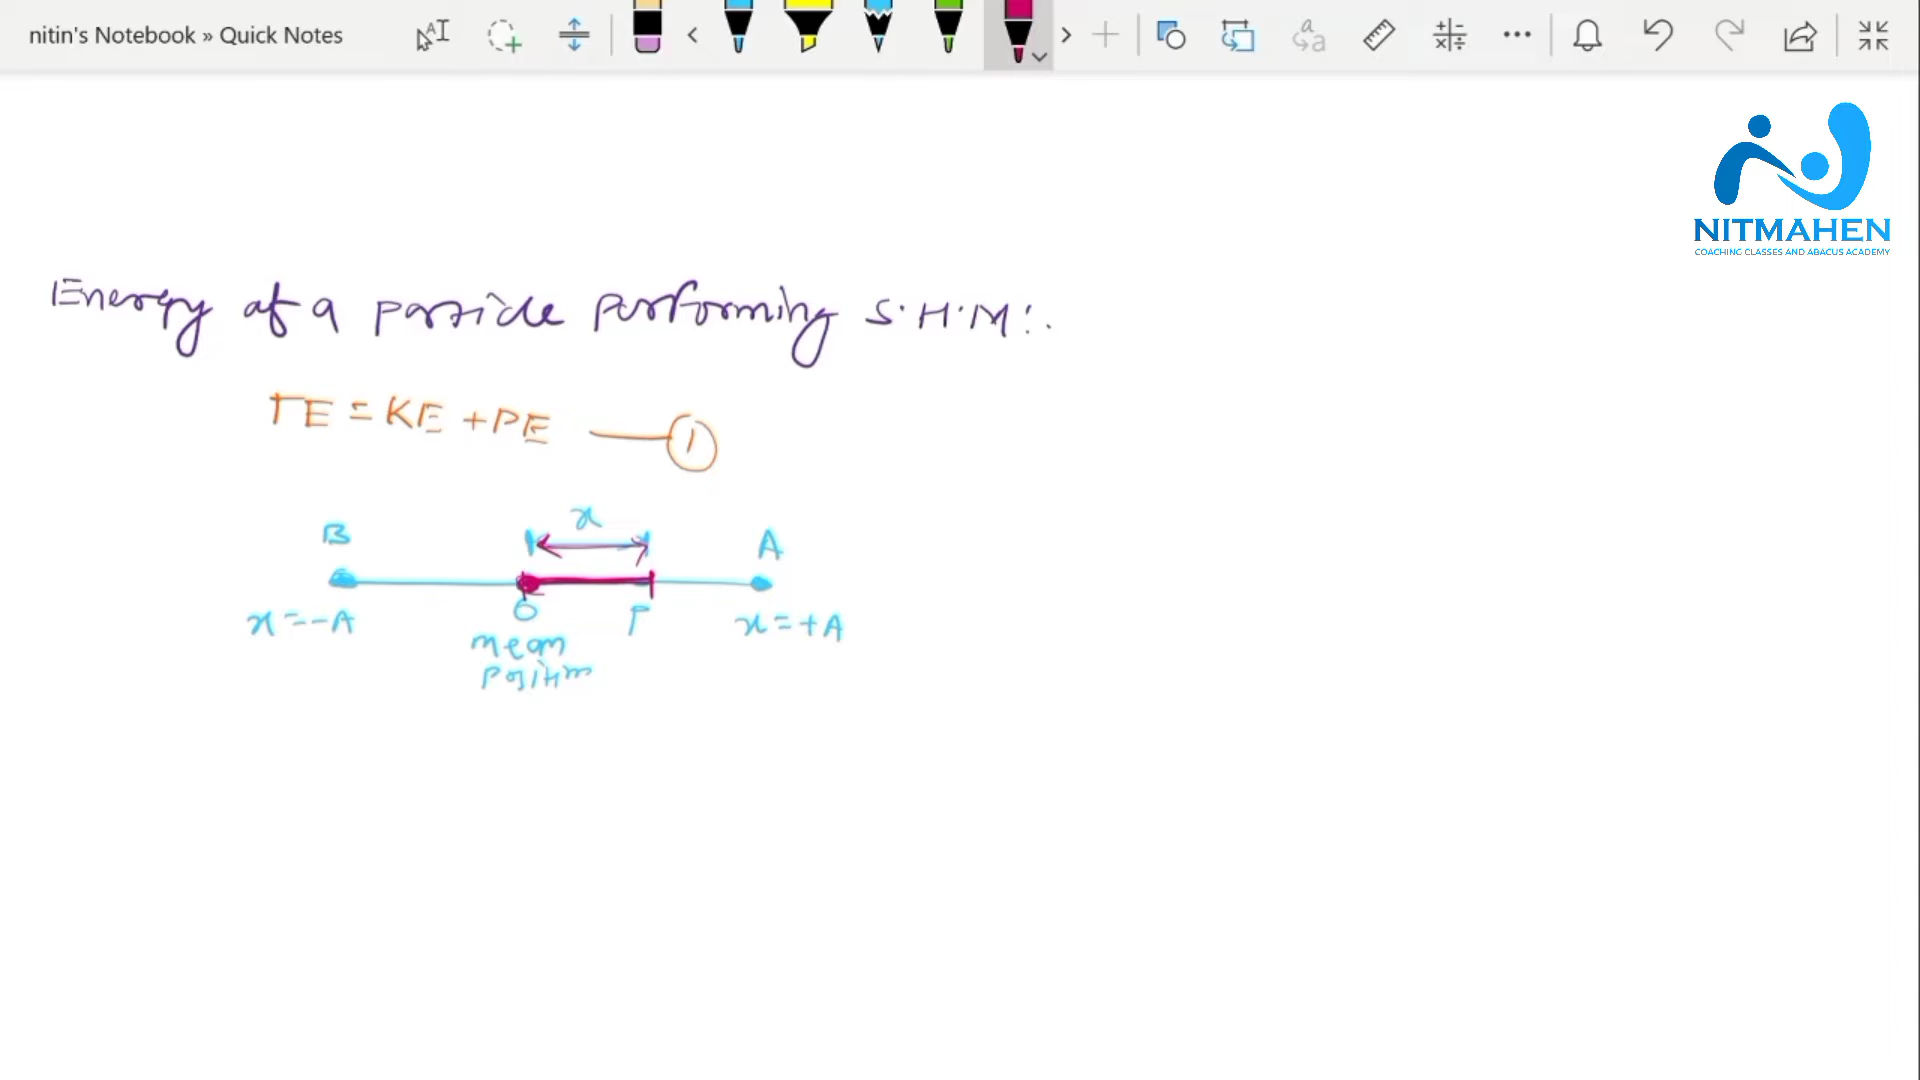 nitin's Notebook » Quick Notes
NITMAHEN
COACHING CLASSES AND ABACUS ACADEMY
Energy of a particle performing S.H.M:.
TE = KE + PE —— 1
x
B A
O P
x = -A x = +A
mean
position